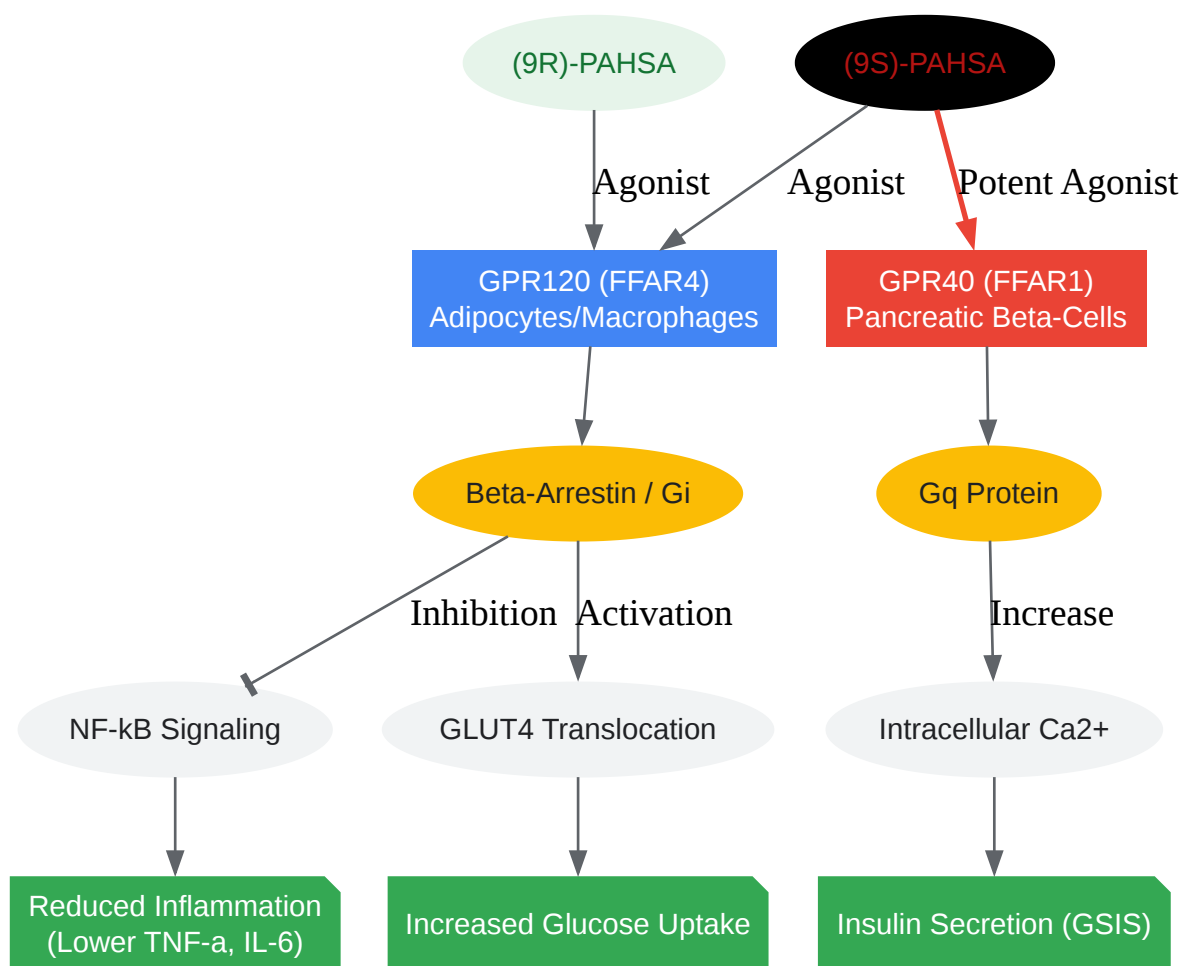 (9R)-PAHSA
(9S)-PAHSA
Agonist
Agonist
Potent Agonist
GPR120 (FFAR4)
Adipocytes/Macrophages
GPR40 (FFAR1)
Pancreatic Beta-Cells
Beta-Arrestin / Gi
Gq Protein
Inhibition
Activation
Increase
NF-kB Signaling
GLUT4 Translocation
Intracellular Ca2+
Reduced Inflammation
(Lower TNF-a, IL-6)
Increased Glucose Uptake
Insulin Secretion (GSIS)